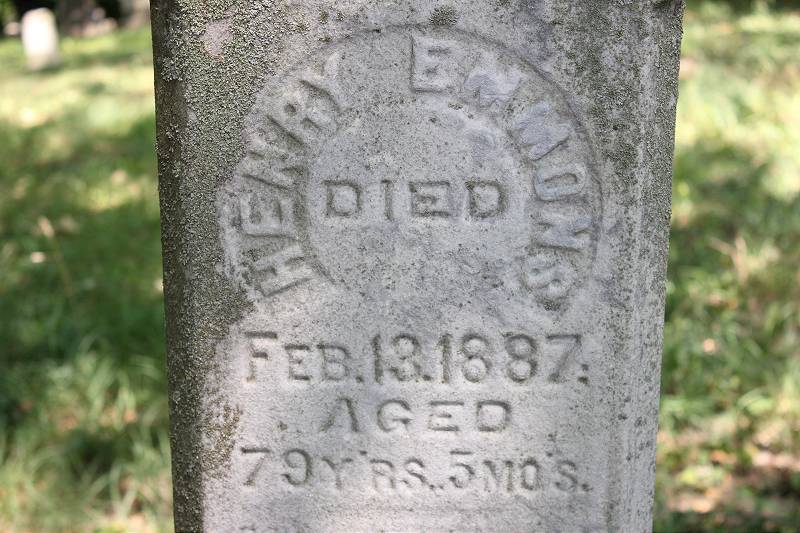 HENRY EMMONS
DIED
FEB. 13. 1887.
AGED
79 Y'RS. 5 MO'S.